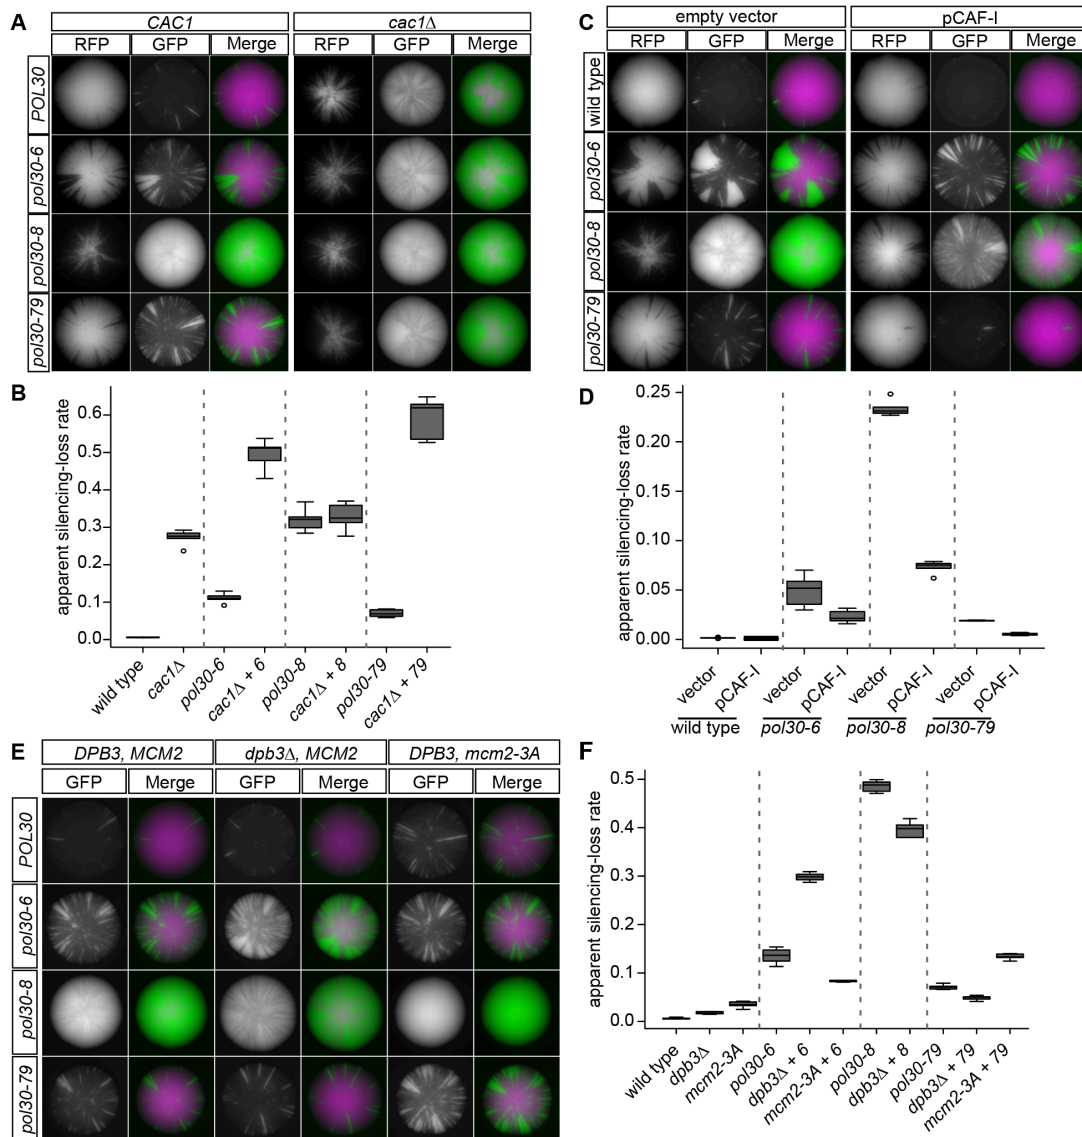 A
CAC1 cac1Δ
RFP GFP Merge RFP GFP Merge
POL30
pol30-6
pol30-8
pol30-79
B
apparent silencing-loss rate
0.6
0.5
0.4
0.3
0.2
0.1
0.0
wild type
cac1Δ
pol30-6
cac1Δ + 6
pol30-8
cac1Δ + 8
pol30-79
cac1Δ + 79
C
empty vector pCAF-I
RFP GFP Merge RFP GFP Merge
wild type
pol30-6
pol30-8
pol30-79
D
apparent silencing-loss rate
0.25
0.20
0.15
0.10
0.05
0.00
vector pCAF-I vector pCAF-I vector pCAF-I vector pCAF-I
wild type pol30-6 pol30-8 pol30-79
E
DPB3, MCM2 dpb3Δ, MCM2 DPB3, mcm2-3A
GFP Merge GFP Merge GFP Merge
POL30
pol30-6
pol30-8
pol30-79
F
apparent silencing-loss rate
0.5
0.4
0.3
0.2
0.1
0.0
wild type
dpb3Δ
mcm2-3A
pol30-6
dpb3Δ + 6
mcm2-3A + 6
pol30-8
dpb3Δ + 8
pol30-79
dpb3Δ + 79
mcm2-3A + 79